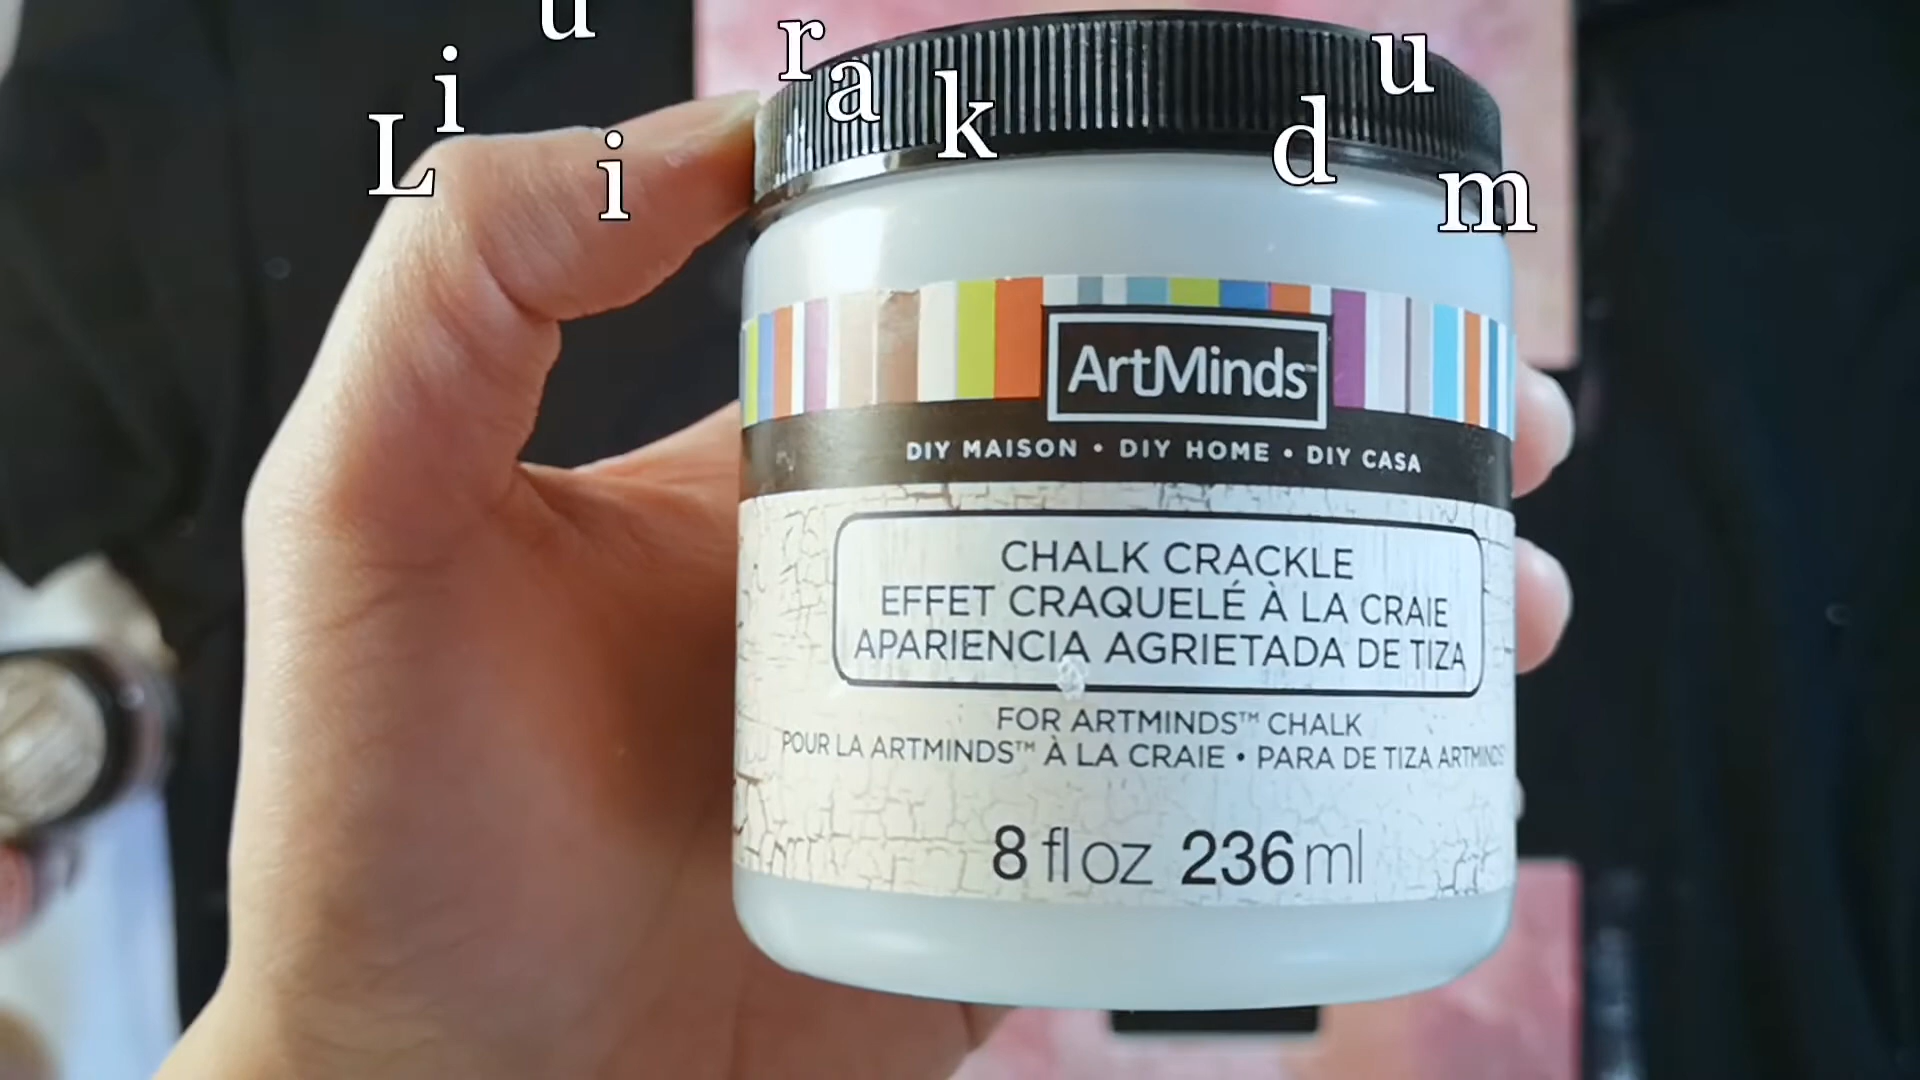 L i u i r a k d u m
ArtMinds™
DIY MAISON • DIY HOME • DIY CASA
CHALK CRACKLE
EFFET CRAQUELÉ À LA CRAIE
APARIENCIA AGRIETADA DE TIZA
FOR ARTMINDS™ CHALK
POUR LA ARTMINDS™ À LA CRAIE • PARA DE TIZA ARTMINDS
8 fl oz 236 ml